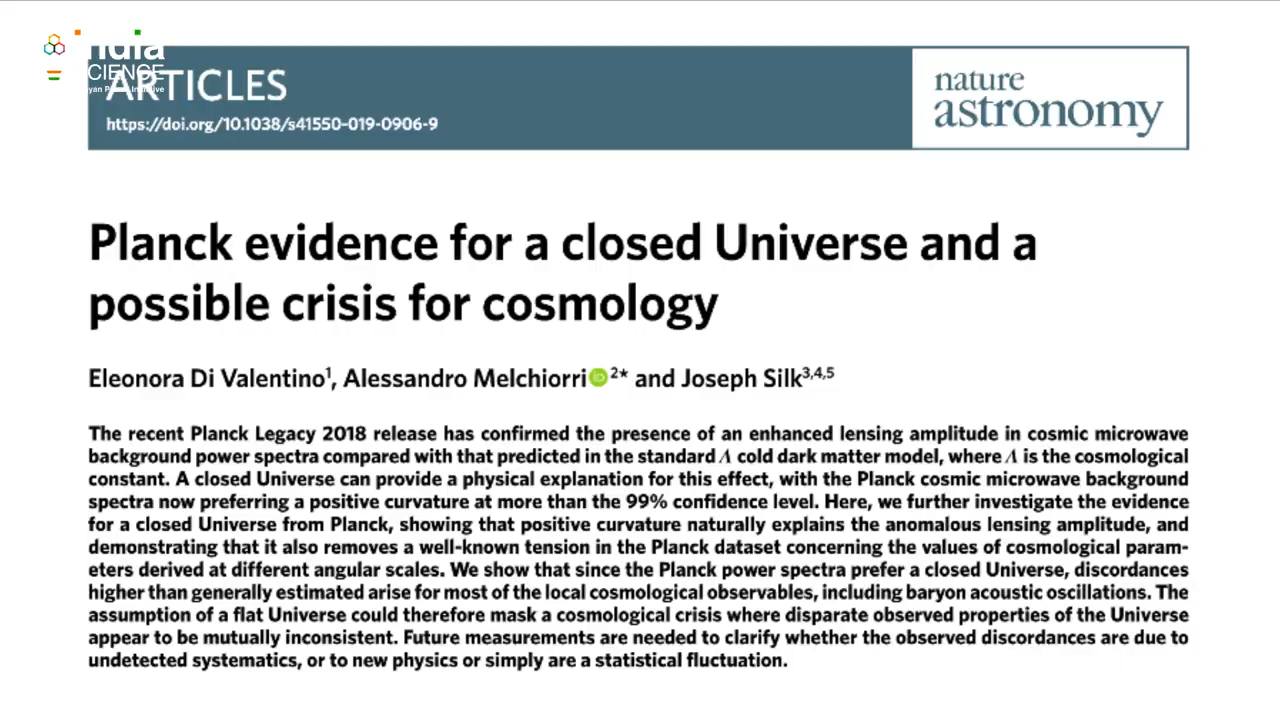 ARTICLES
https://doi.org/10.1038/s41550-019-0906-9
nature
astronomy
Planck evidence for a closed Universe and a
possible crisis for cosmology
Eleonora Di Valentino¹, Alessandro Melchiorri iD ²* and Joseph Silk³,⁴,⁵
The recent Planck Legacy 2018 release has confirmed the presence of an enhanced lensing amplitude in cosmic microwave
background power spectra compared with that predicted in the standard Λ cold dark matter model, where Λ is the cosmological
constant. A closed Universe can provide a physical explanation for this effect, with the Planck cosmic microwave background
spectra now preferring a positive curvature at more than the 99% confidence level. Here, we further investigate the evidence
for a closed Universe from Planck, showing that positive curvature naturally explains the anomalous lensing amplitude, and
demonstrating that it also removes a well-known tension in the Planck dataset concerning the values of cosmological param-
eters derived at different angular scales. We show that since the Planck power spectra prefer a closed Universe, discordances
higher than generally estimated arise for most of the local cosmological observables, including baryon acoustic oscillations. The
assumption of a flat Universe could therefore mask a cosmological crisis where disparate observed properties of the Universe
appear to be mutually inconsistent. Future measurements are needed to clarify whether the observed discordances are due to
undetected systematics, or to new physics or simply are a statistical fluctuation.